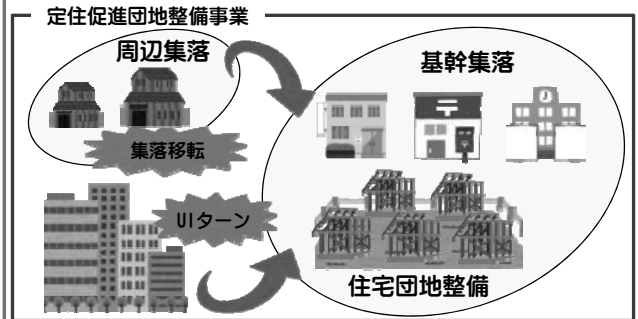 定住促進団地整備事業
周辺集落
集落移転
UIターン
基幹集落
〒
J
住宅団地整備